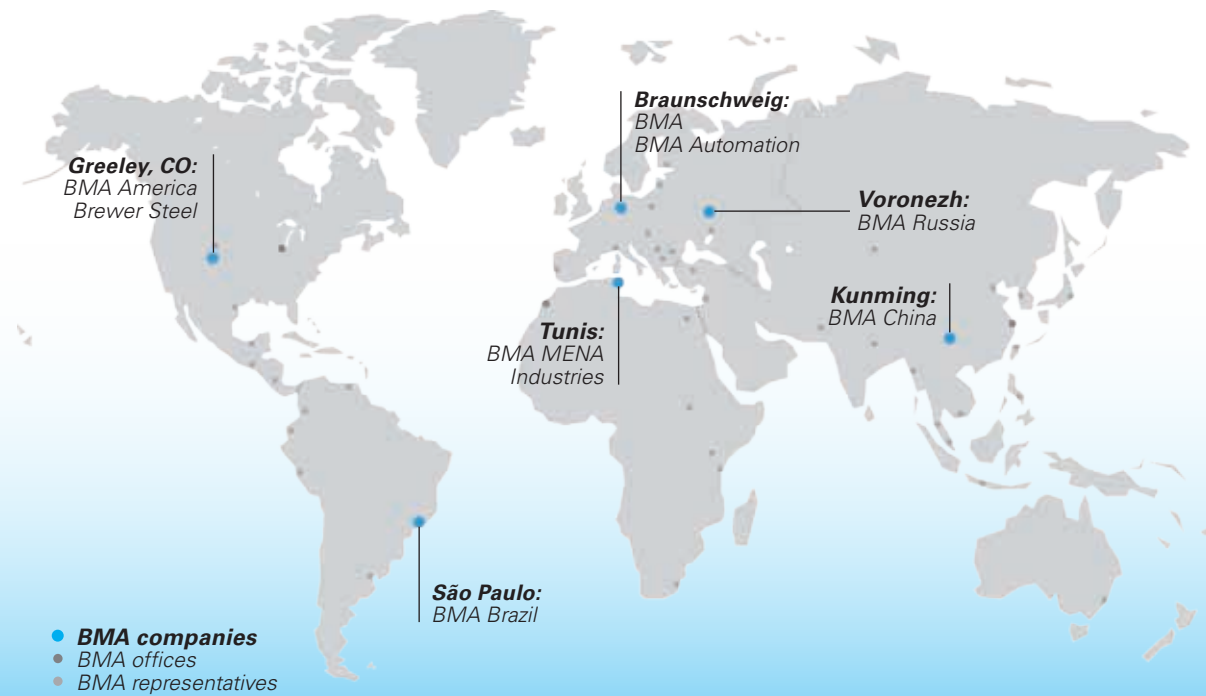 Braunschweig:
BMA
BMA Automation
Greeley, CO:
BMA America
Brewer Steel
Voronezh:
BMA Russia
Kunming:
BMA China
Tunis:
BMA MENA
Industries
São Paulo:
BMA Brazil
BMA companies
BMA offices
BMA representatives